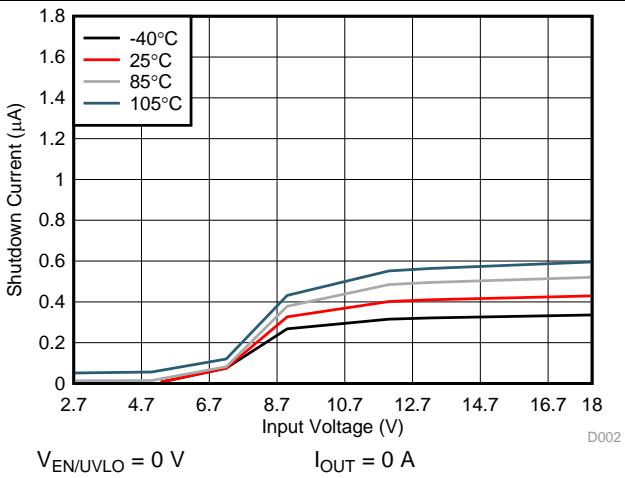 1.8
1.6
1.4
1.2
1
0.8
0.6
0.4
0.2
0
Shutdown Current (µA)
-40°C
25°C
85°C
105°C
2.7 4.7 6.7 8.7 10.7 12.7 14.7 16.7 18
Input Voltage (V)
D002
VEN/UVLO = 0 V IOUT = 0 A